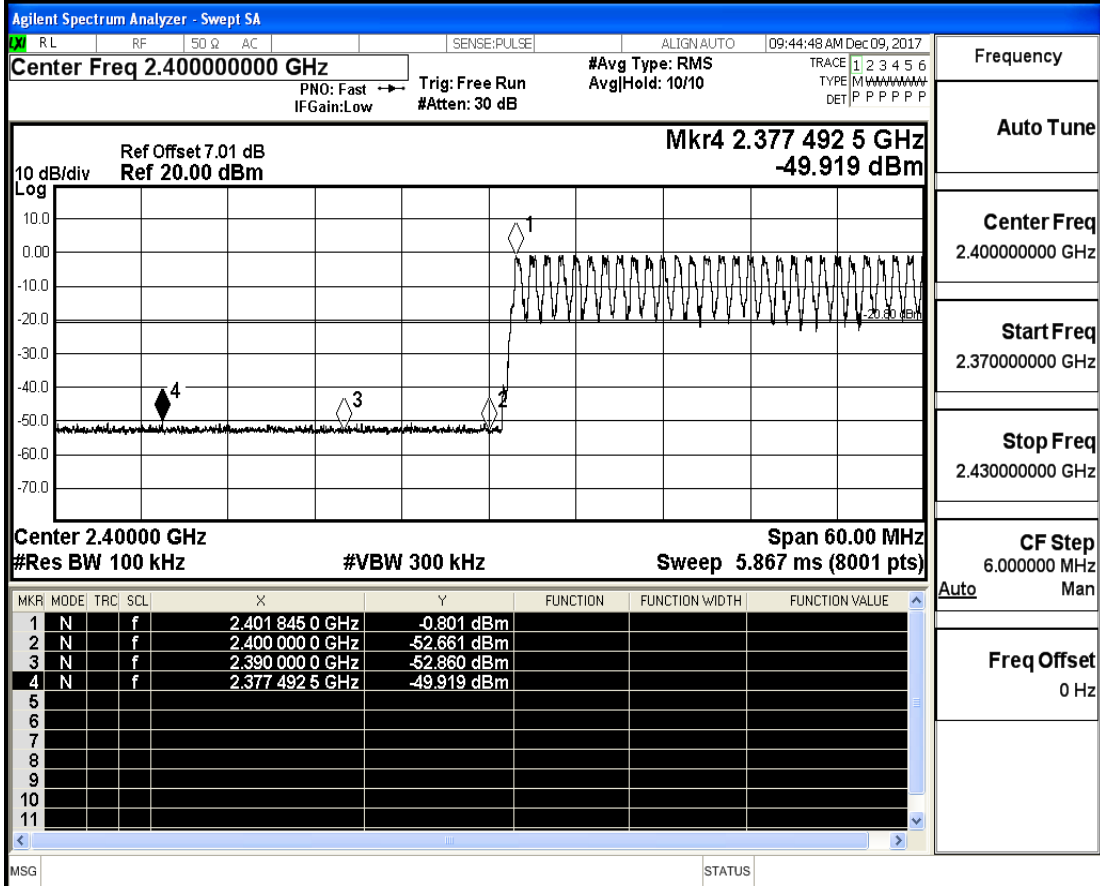 Agilent Spectrum Analyzer - Swept SA
LXI RL RF 50 Ω AC SENSE:PULSE ALIGN AUTO 09:44:48 AM Dec 09, 2017
Center Freq 2.400000000 GHz
PNO: Fast
IFGain:Low
Trig: Free Run
#Atten: 30 dB
#Avg Type: RMS
Avg|Hold: 10/10
TRACE 1 2 3 4 5 6
TYPE M W W W W W
DET P P P P P P
Mkr4 2.377 492 5 GHz
-49.919 dBm
Ref Offset 7.01 dB
10 dB/div Ref 20.00 dBm
Log
10.0
0.00
-10.0
-20.0
-30.0
-40.0
-50.0
-60.0
-70.0
1
-20.80 dBm
4
3
2
Center 2.40000 GHz Span 60.00 MHz
#Res BW 100 kHz #VBW 300 kHz Sweep 5.867 ms (8001 pts)
MKR MODE TRC SCL X Y FUNCTION FUNCTION WIDTH FUNCTION VALUE
1 N f 2.401 845 0 GHz -0.801 dBm
2 N f 2.400 000 0 GHz -52.661 dBm
3 N f 2.390 000 0 GHz -52.860 dBm
4 N f 2.377 492 5 GHz -49.919 dBm
5
6
7
8
9
10
11
MSG STATUS
Frequency
Auto Tune
Center Freq
2.400000000 GHz
Start Freq
2.370000000 GHz
Stop Freq
2.430000000 GHz
CF Step
6.000000 MHz
Auto Man
Freq Offset
0 Hz